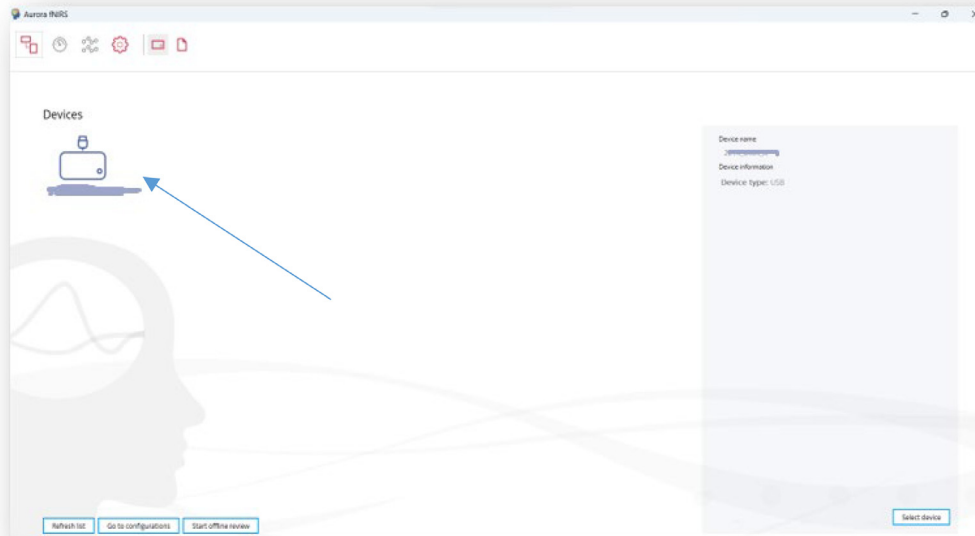 Aurora fNIRS
Devices
Device name
Device information
Device type: USB
Refresh list
Go to configurations
Start offline review
Select device